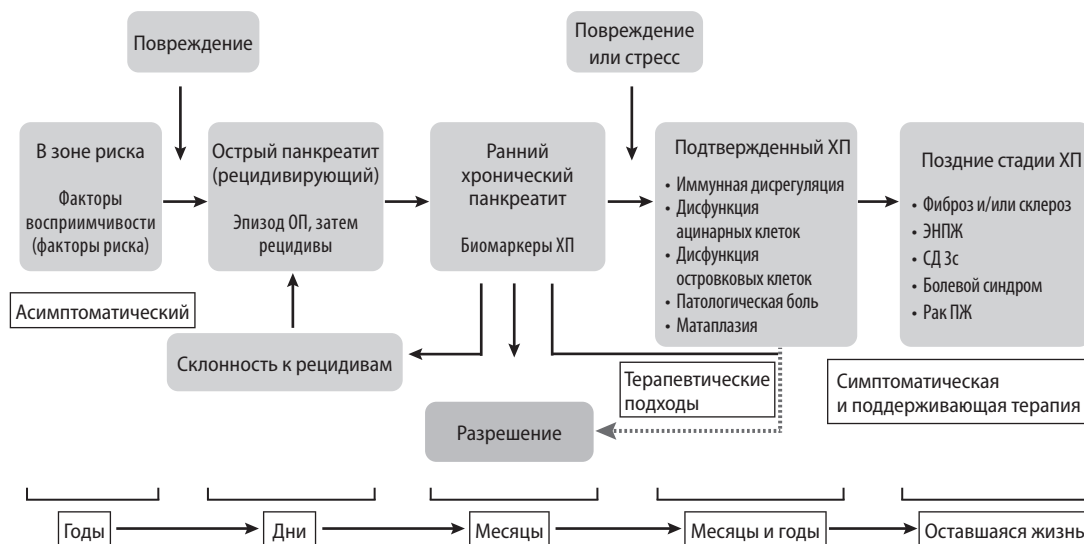 Повреждение
Повреждение
или стресс
В зоне риска
Факторы
восприимчивости
(факторы риска)
Острый панкреатит
(рецидивирующий)
Эпизод ОП, затем
рецидивы
Ранний
хронический
панкреатит
Биомаркеры ХП
Подтвержденный ХП
• Иммунная дисрегуляция
• Дисфункция
ацинарных клеток
• Дисфункция
островковых клеток
• Патологическая боль
• Матаплазия
Поздние стадии ХП
• Фиброз и/или склероз
• ЭНПЖ
• СД 3с
• Болевой синдром
• Рак ПЖ
Асимптоматический
Склонность к рецидивам
Терапевтические
подходы
Симптоматическая
и поддерживающая терапия
Разрешение
Годы
Дни
Месяцы
Месяцы и годы
Оставшаяся жизнь